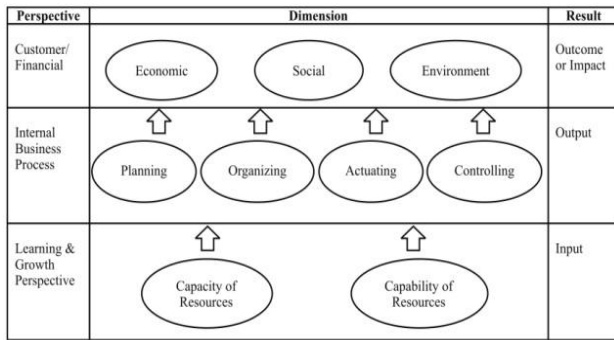 Perspective Dimension Result
Customer/
Financial
Economic Social Environment
Outcome
or Impact
Internal
Business
Process
Planning Organizing Actuating Controlling
Output
Learning &
Growth
Perspective
Capacity of
Resources
Capability of
Resources
Input